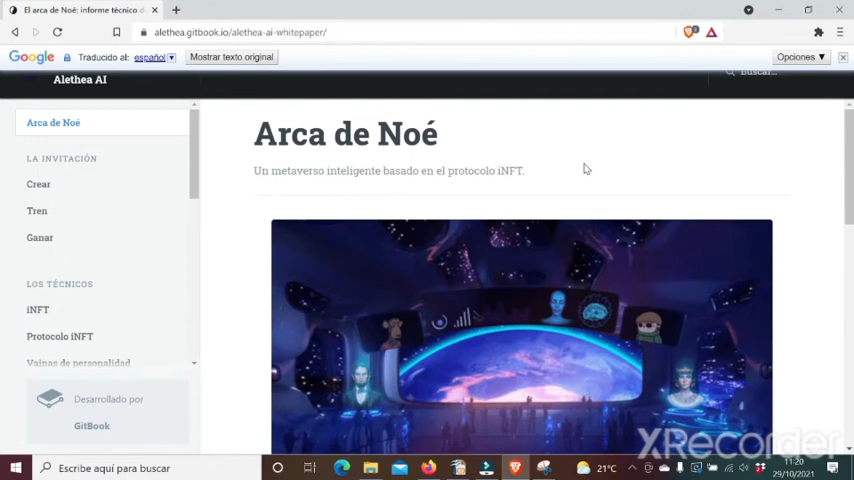 El arca de Noé: informe técnico d
alethea.gitbook.io/alethea-ai-whitepaper/
Google
Traducido al: español
Mostrar texto original
Opciones
Alethea AI
Buscar...
Arca de Noé
LA INVITACIÓN
Crear
Tren
Ganar
LOS TÉCNICOS
iNFT
Protocolo iNFT
Vainas de personalidad
Desarrollado por
GitBook
Arca de Noé
Un metaverso inteligente basado en el protocolo iNFT.
XRecorder
Escribe aquí para buscar
21°C
11:20
29/10/2021